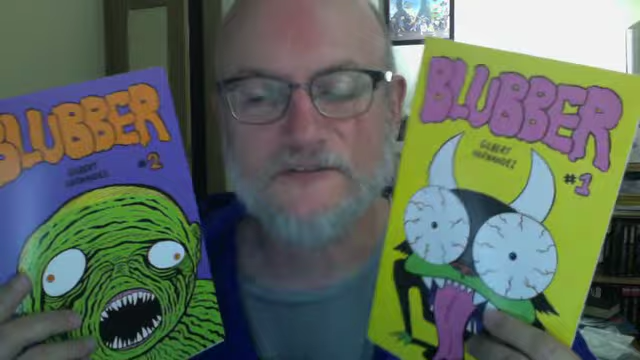 BLUBBER
GILBERT
HERNANDEZ
#2
BLUBBER
GILBERT
HERNANDEZ
#1